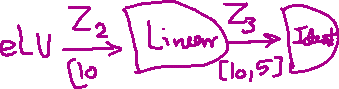 eLU Z2 Linear Z3 Ident
[10 [10,5]